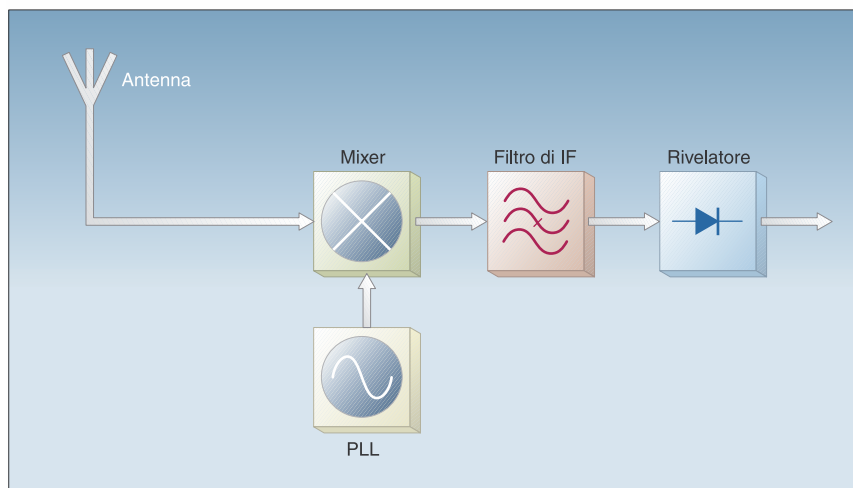 Antenna
Mixer
Filtro di IF
Rivelatore
PLL